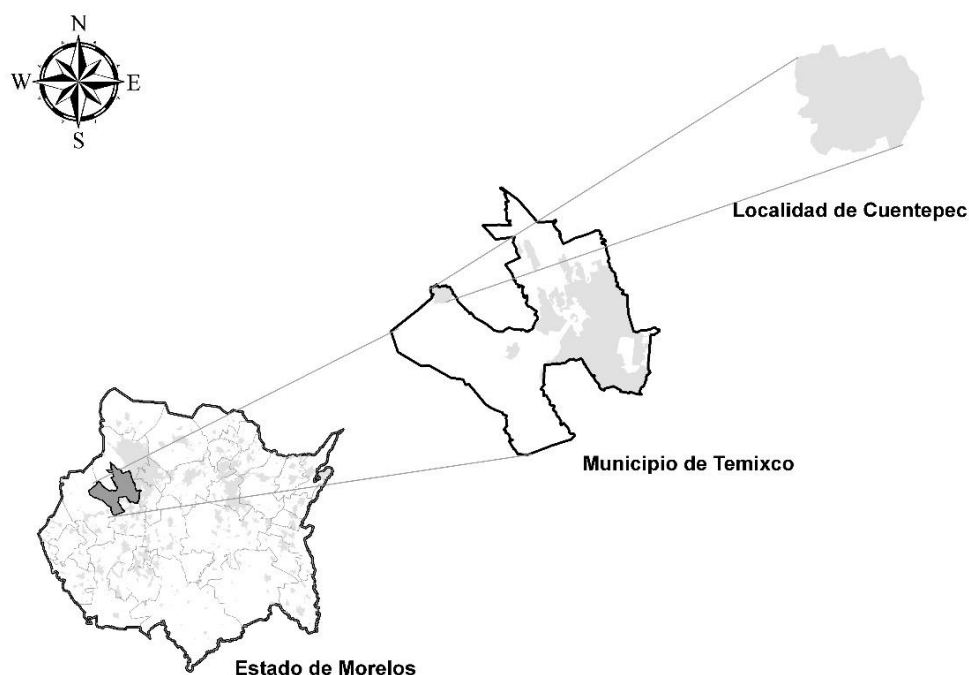 N
W E
S
Localidad de Cuentepec
Municipio de Temixco
Estado de Morelos